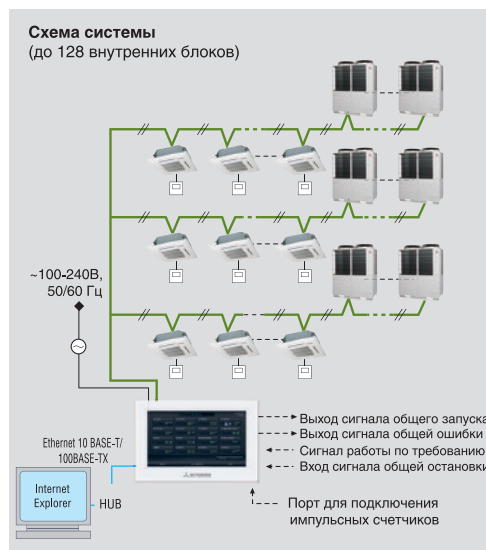 Схема системы
(до 128 внутренних блоков)
~100-240В,
50/60 Гц
Ethernet 10 BASE-T/
100BASE-TX
Internet
Explorer
HUB
Выход сигнала общего запуска
Выход сигнала общей ошибки
Сигнал работы по требованию
Вход сигнала общей остановки
Порт для подключения
импульсных счетчиков